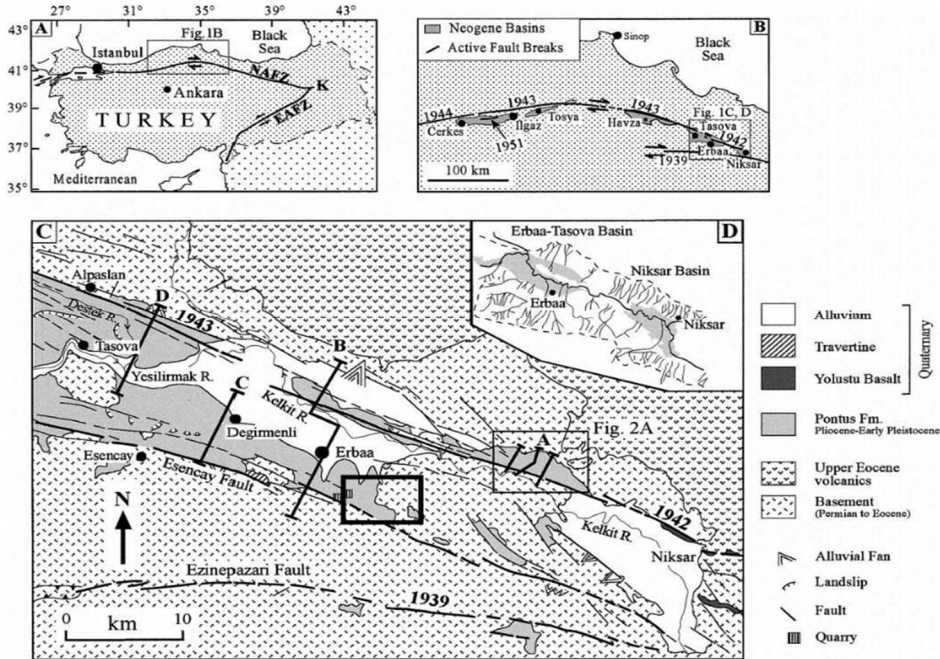 27° 31° 35° 39° 43°
43°
41°
39°
37°
35°
A
Fig.1B
Black
Sea
Istanbul
NAFZ
K
Ankara
EAFZ
TURKEY
Mediterranean
Neogene Basins
Active Fault Breaks
B
Sinop
Black
Sea
1944
1943
1943
Fig. 1C, D
Cerkes
Ilgaz
Tosya
Havza
Tasova
1942
1951
Erbaa
1939
Niksar
100 km
C
Alpaslan
D
Destek R.
1943
Tasova
Yesilirmak R.
B
C
Kelkit R.
Degirmenli
Fig. 2A
A
Esencay
Erbaa
Esencay Fault
N
1942
Kelkit R.
Niksar
Ezinepazari Fault
1939
0 10
km
Erbaa-Tasova Basin
D
Niksar Basin
Erbaa
Niksar
Alluvium
Travertine
Yolustu Basalt
Quaternary
Pontus Fm.
Pliocene-Early Pleistocene
Upper Eocene
volcanics
Basement
(Permian to Eocene)
Alluvial Fan
Landslip
Fault
Quarry